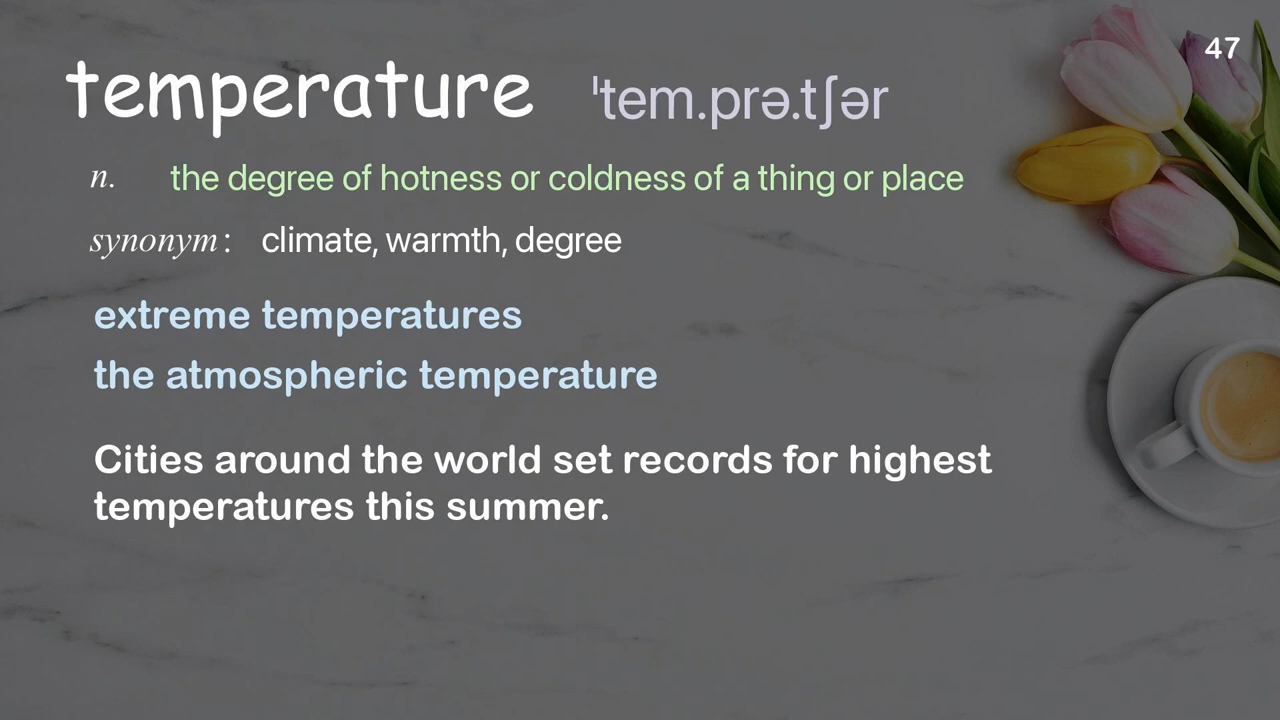 47
temperature ˈtem.prə.tʃər
n. the degree of hotness or coldness of a thing or place
synonym: climate, warmth, degree
extreme temperatures
the atmospheric temperature
Cities around the world set records for highest
temperatures this summer.